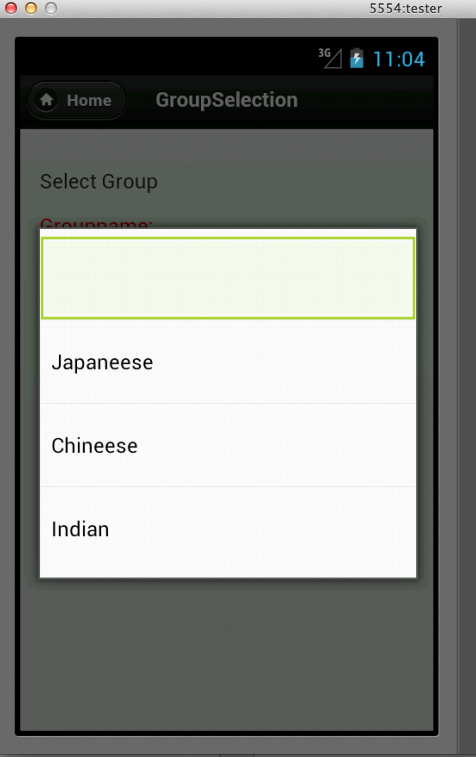 5554:tester
3G 11:04
Home GroupSelection
Select Group
Groupname:
Japaneese
Chineese
Indian